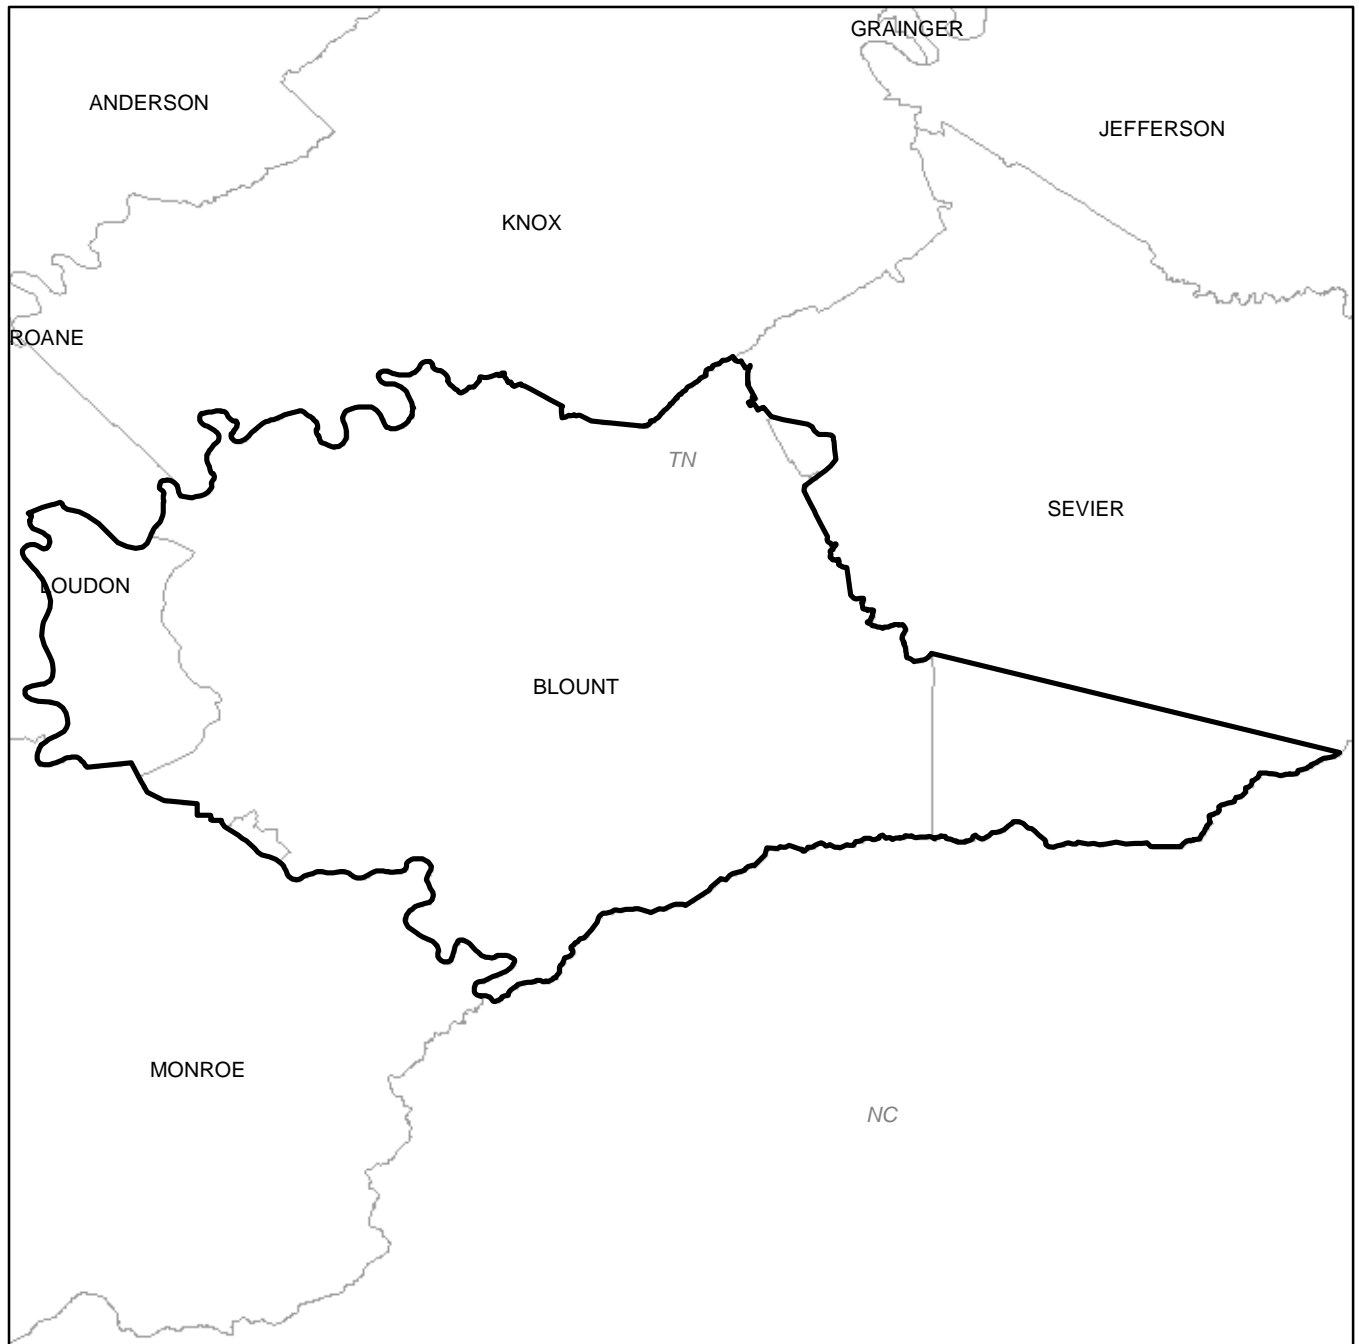 GRAINGER
ANDERSON
JEFFERSON
KNOX
ROANE
TN
SEVIER
LOUDON
BLOUNT
MONROE
NC